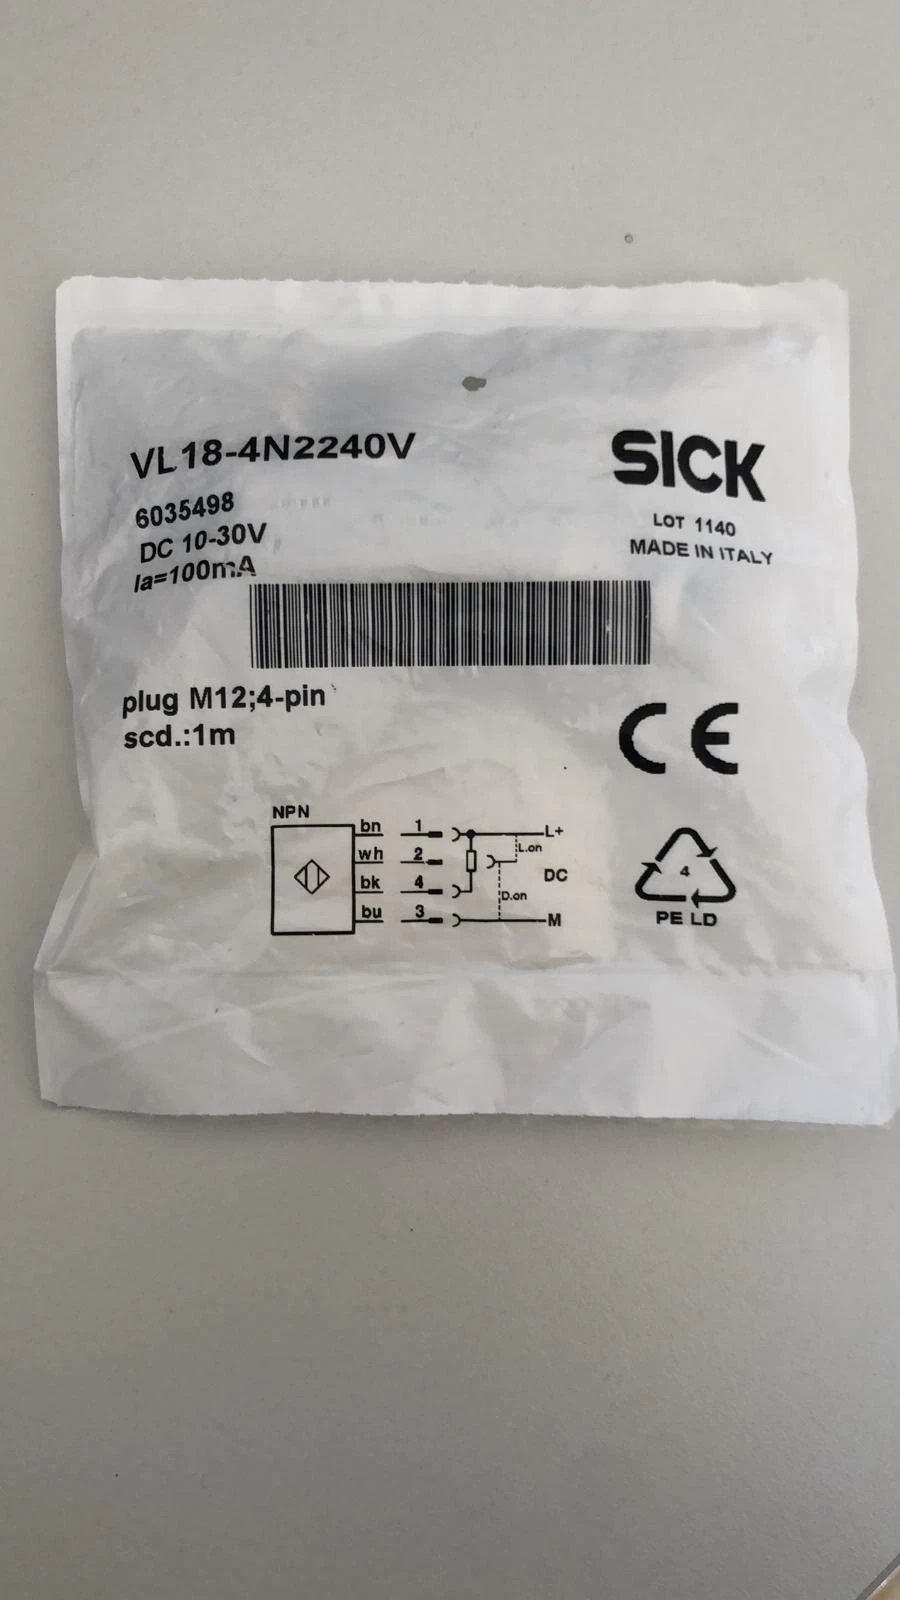 VL18-4N2240V
6035498
DC 10-30V
Ia=100mA
SICK
LOT 1140
MADE IN ITALY
plug M12;4-pin
scd.:1m
CE
NPN
bn 1 L+
wh 2 L.on
DC
bk 4 D.on
bu 3 M
4
PE LD